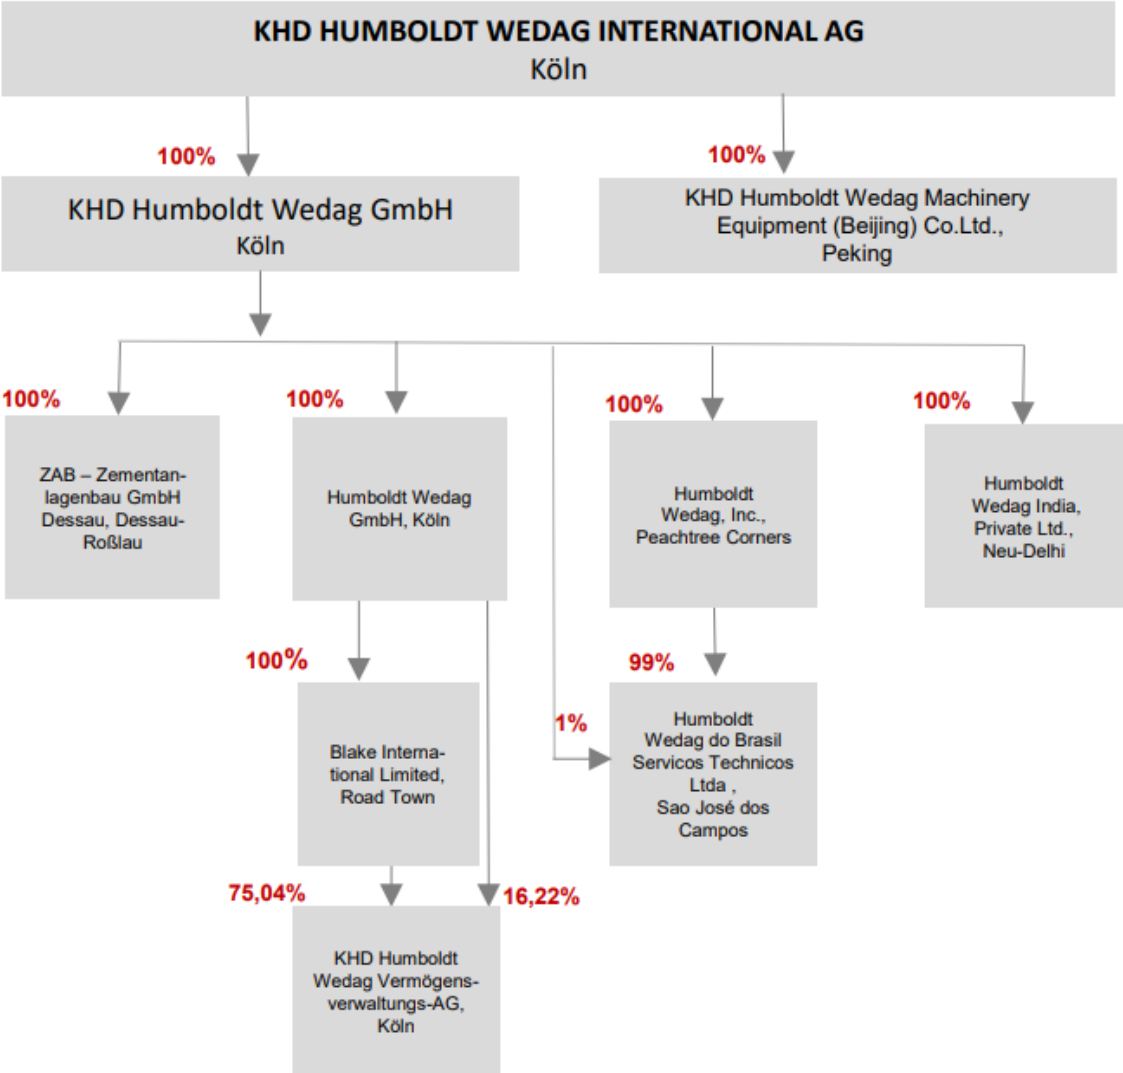 KHD HUMBOLDT WEDAG INTERNATIONAL AG
Köln
100%
100%
KHD Humboldt Wedag GmbH
Köln
KHD Humboldt Wedag Machinery
Equipment (Beijing) Co.Ltd.,
Peking
100%
100%
100%
100%
ZAB – Zementan-
lagenbau GmbH
Dessau, Dessau-
Roßlau
Humboldt Wedag
GmbH, Köln
Humboldt
Wedag, Inc.,
Peachtree Corners
Humboldt
Wedag India,
Private Ltd.,
Neu-Delhi
100%
99%
1%
Blake Interna-
tional Limited,
Road Town
Humboldt
Wedag do Brasil
Servicos Technicos
Ltda ,
Sao José dos
Campos
75,04%
16,22%
KHD Humboldt
Wedag Vermögens-
verwaltungs-AG,
Köln